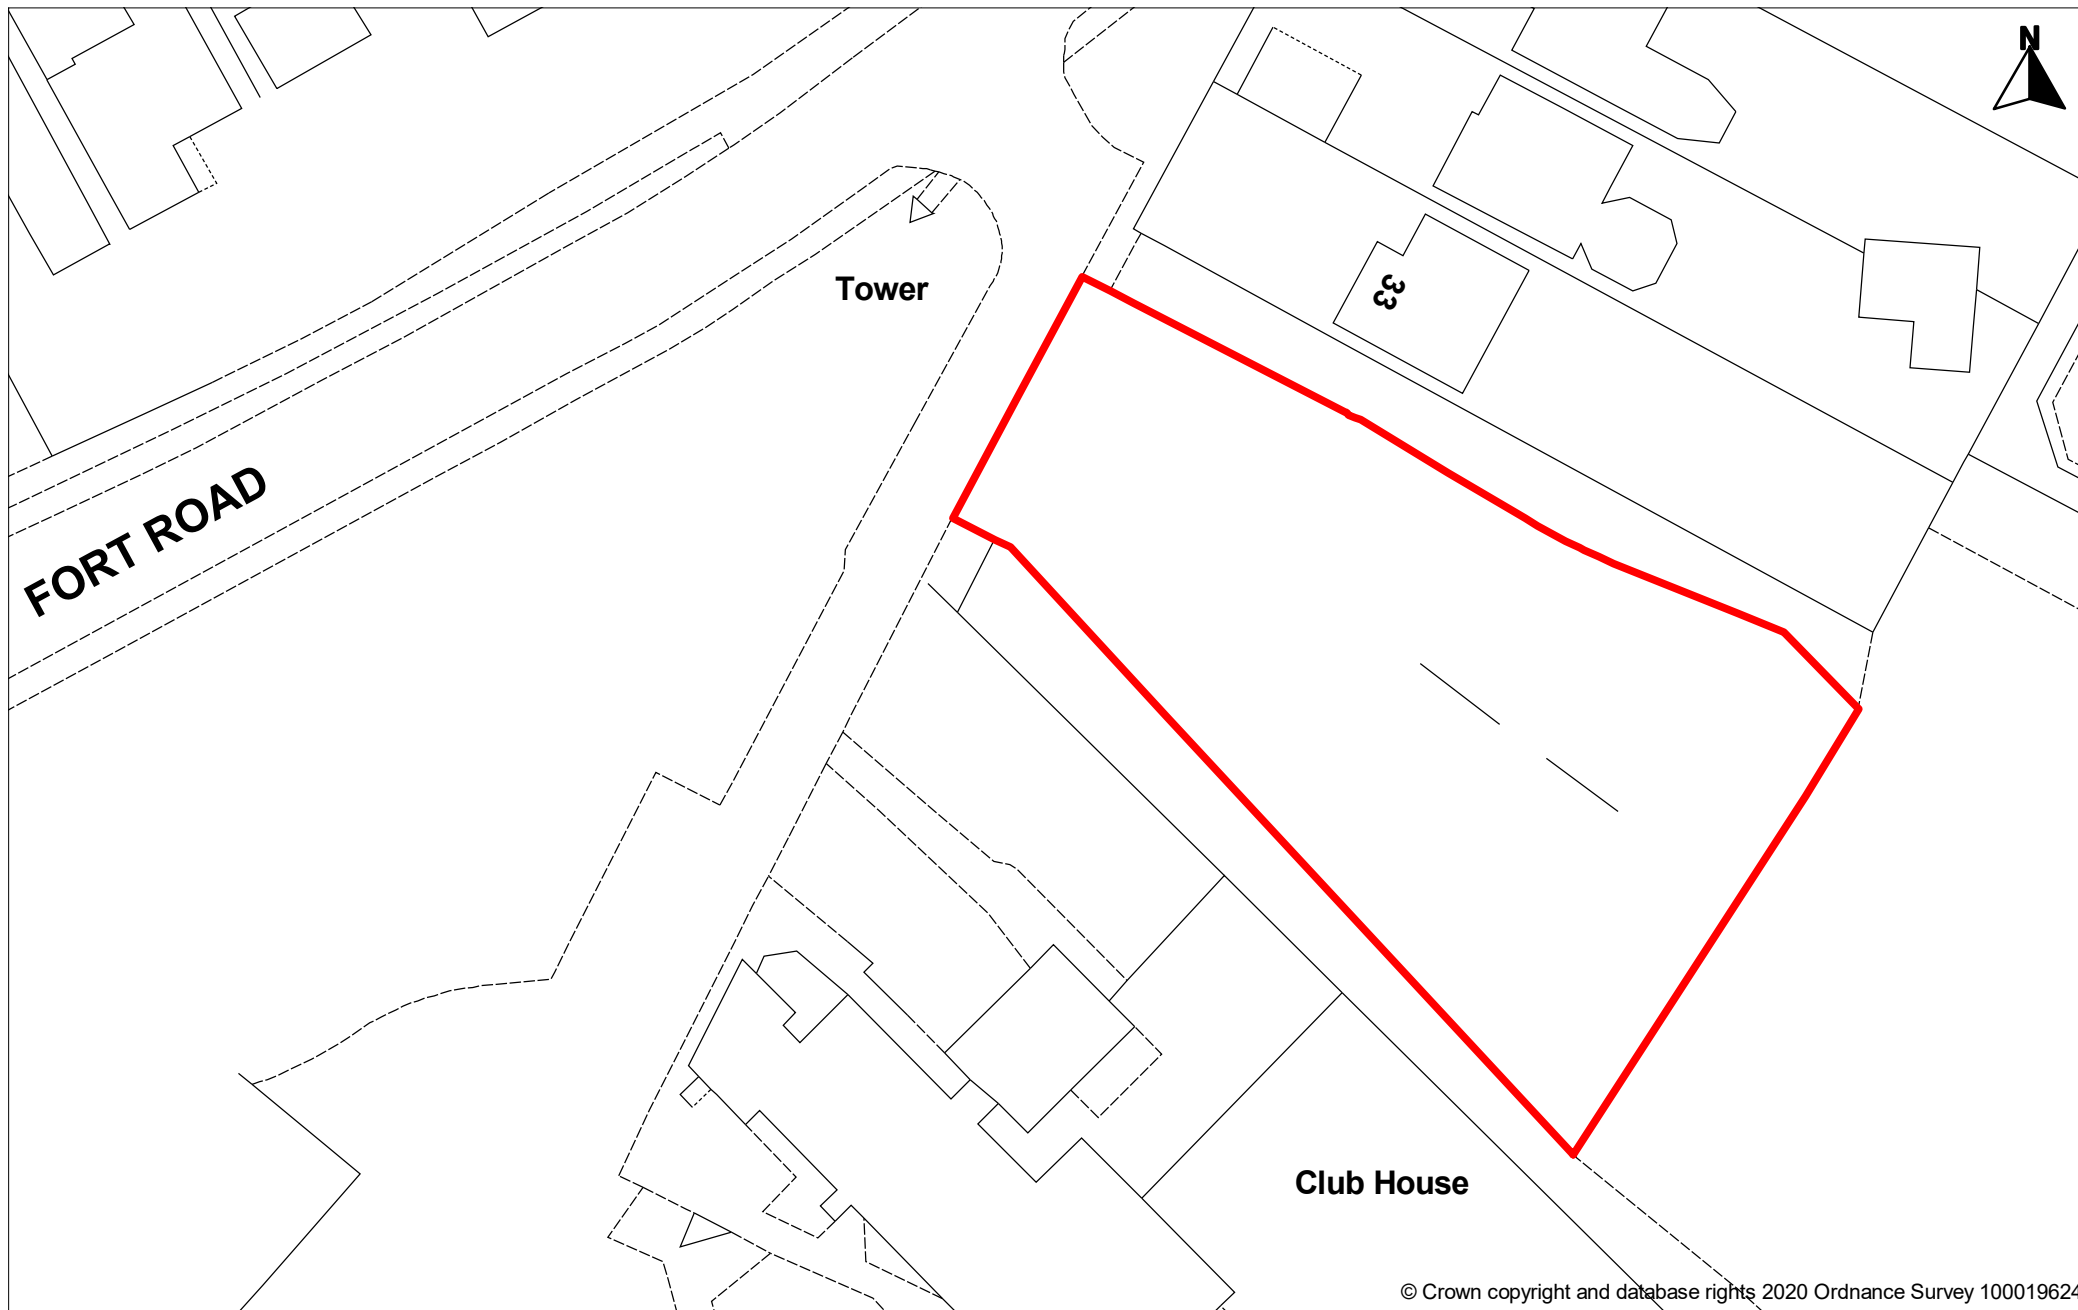 N
Tower
33
FORT ROAD
Club House
© Crown copyright and database rights 2020 Ordnance Survey 100019624